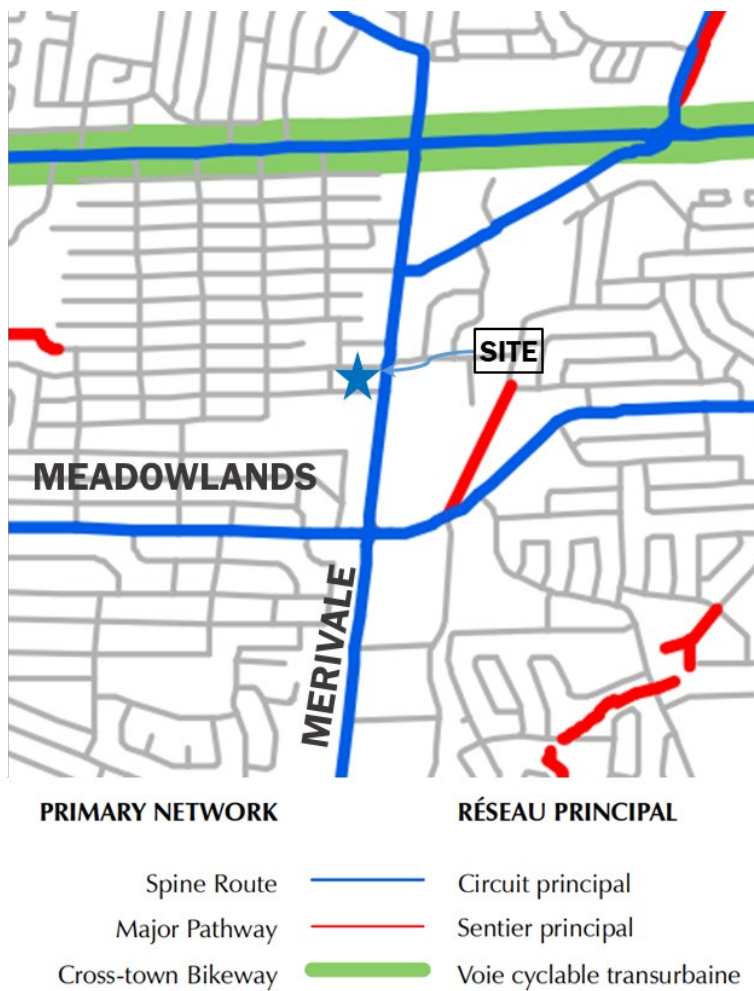 SITE
MEADOWLANDS
MERIVALE
PRIMARY NETWORK
RÉSEAU PRINCIPAL
Spine Route
Circuit principal
Major Pathway
Sentier principal
Cross-town Bikeway
Voie cyclable transurbaine